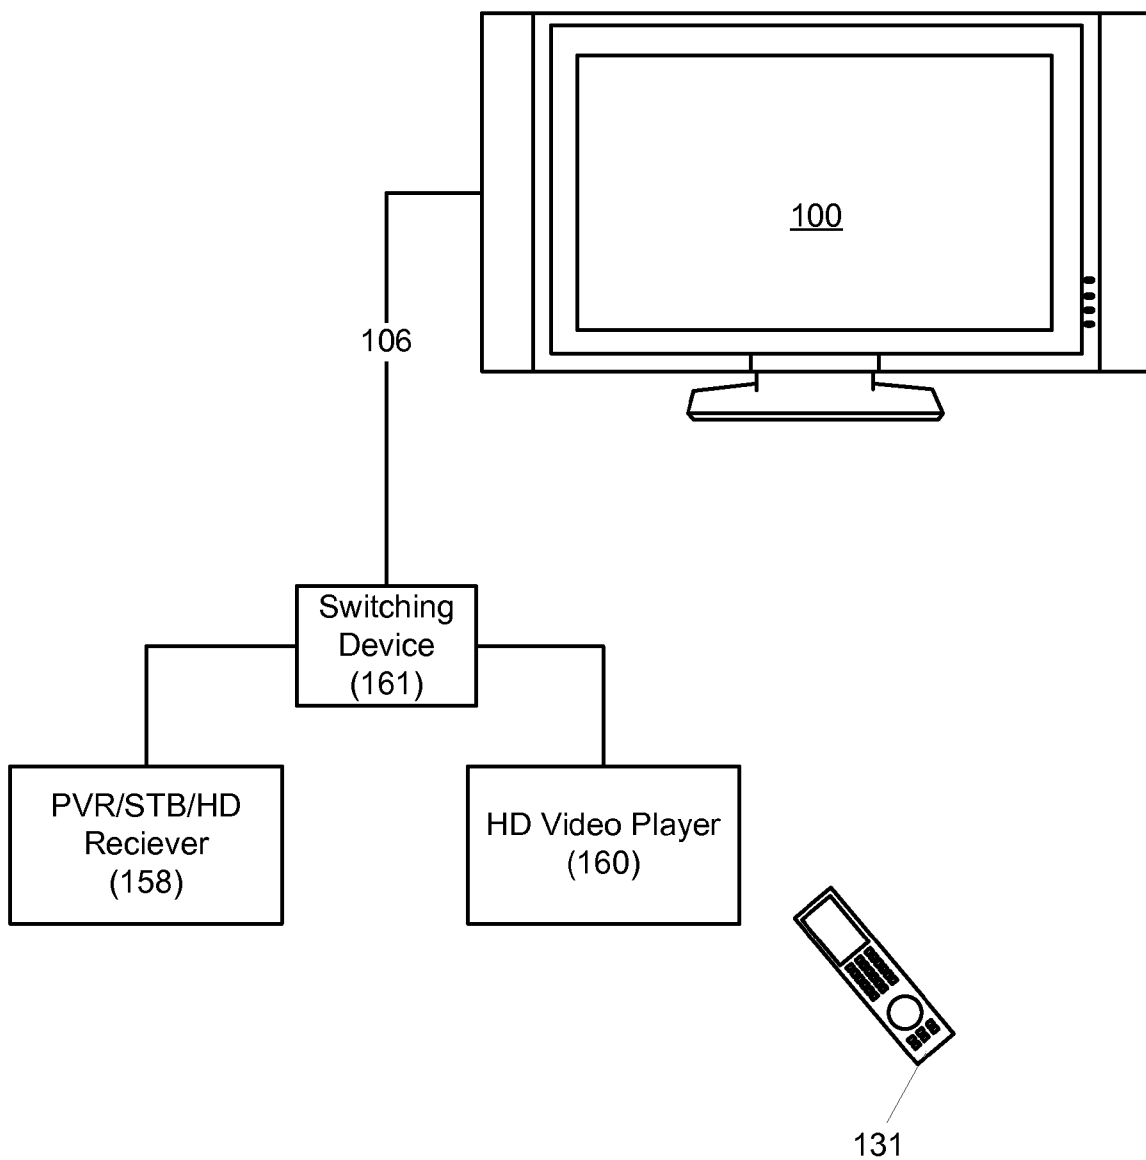 100
106
Switching
Device
(161)
PVR/STB/HD
Reciever
(158)
HD Video Player
(160)
131